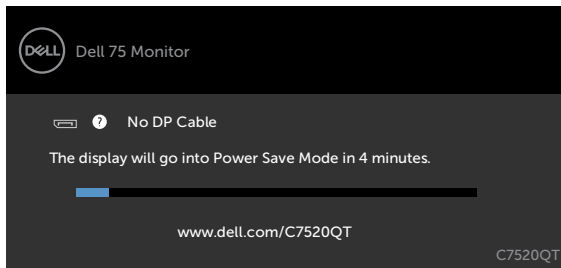 DELL
Dell 75 Monitor
? No DP Cable
The display will go into Power Save Mode in 4 minutes.
www.dell.com/C7520QT
C7520QT